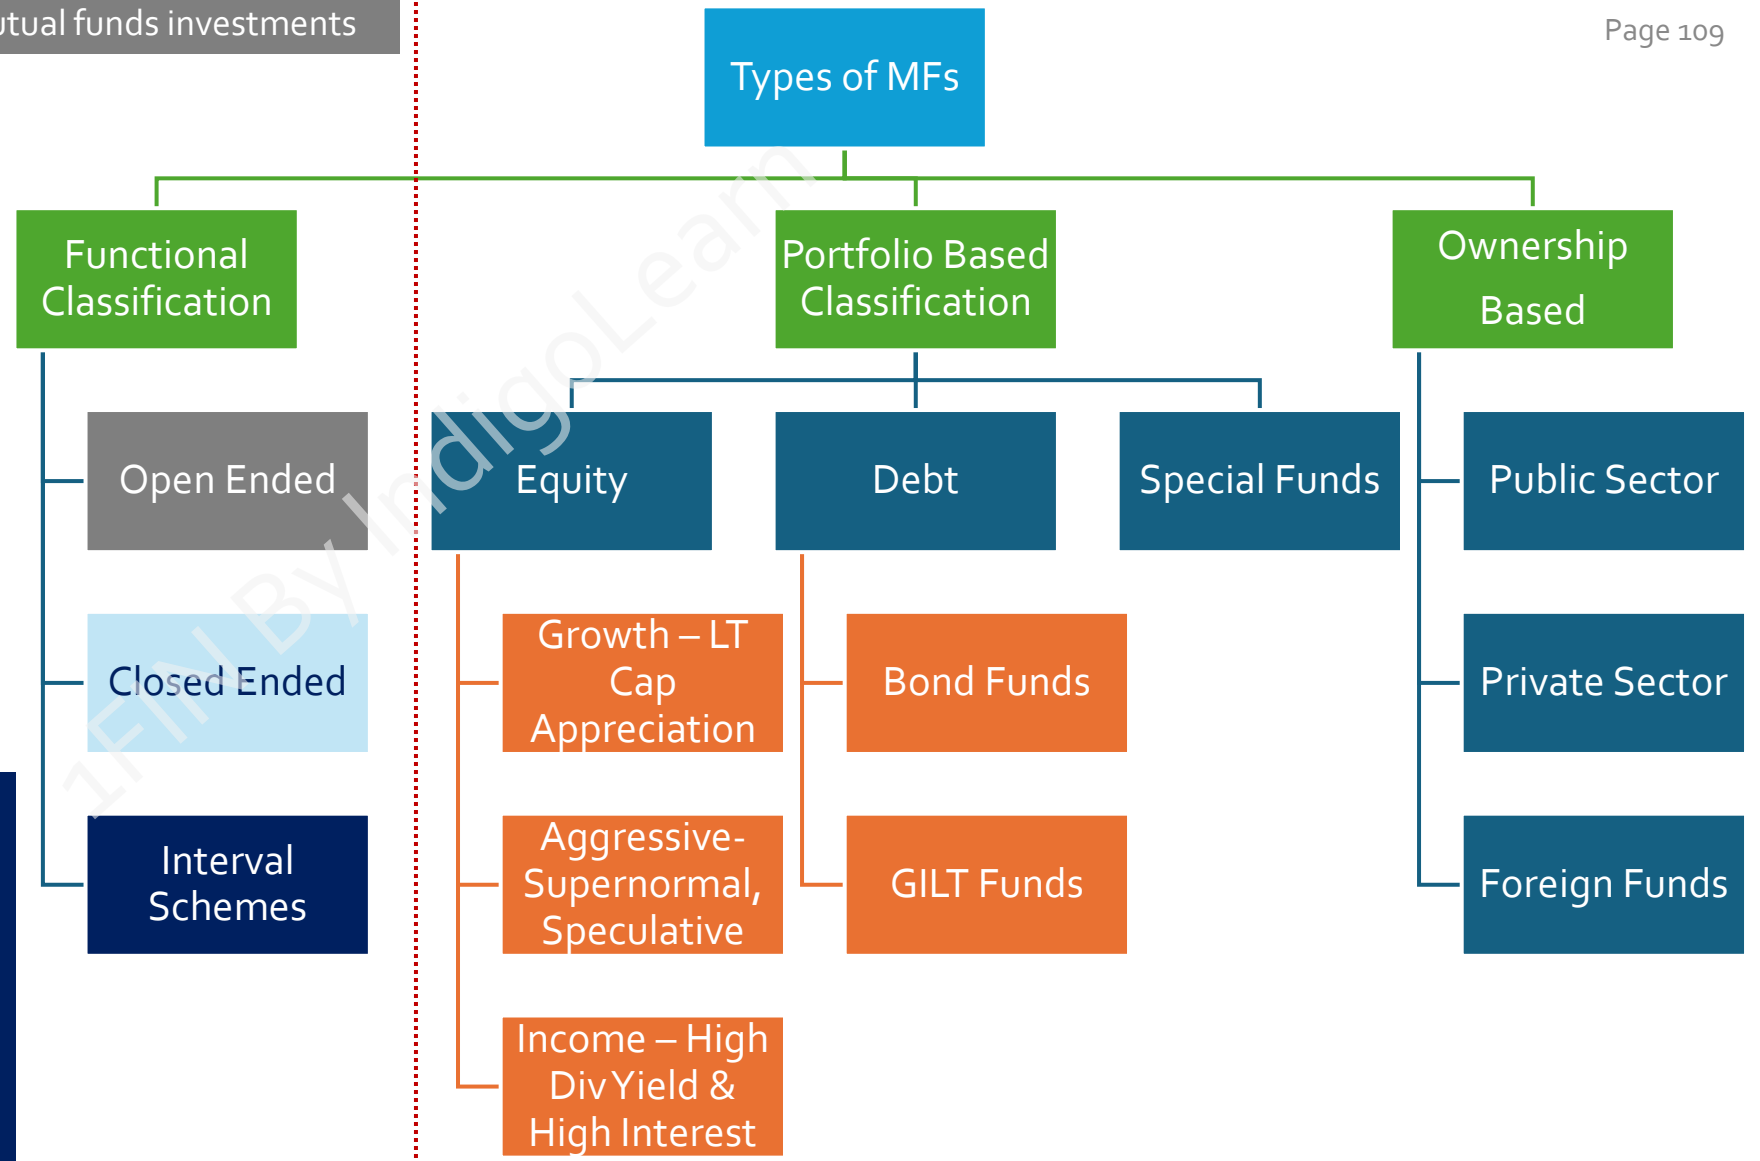 utual funds investments
Page 109
Types of MFs
Functional
Classification
Portfolio Based
Classification
Ownership
Based
Open Ended
Closed Ended
Interval
Schemes
Equity
Debt
Special Funds
Growth – LT
Cap
Appreciation
Aggressive-
Supernormal,
Speculative
Income – High
Div Yield &
High Interest
Bond Funds
GILT Funds
Public Sector
Private Sector
Foreign Funds
1FIN By IndigoLearn